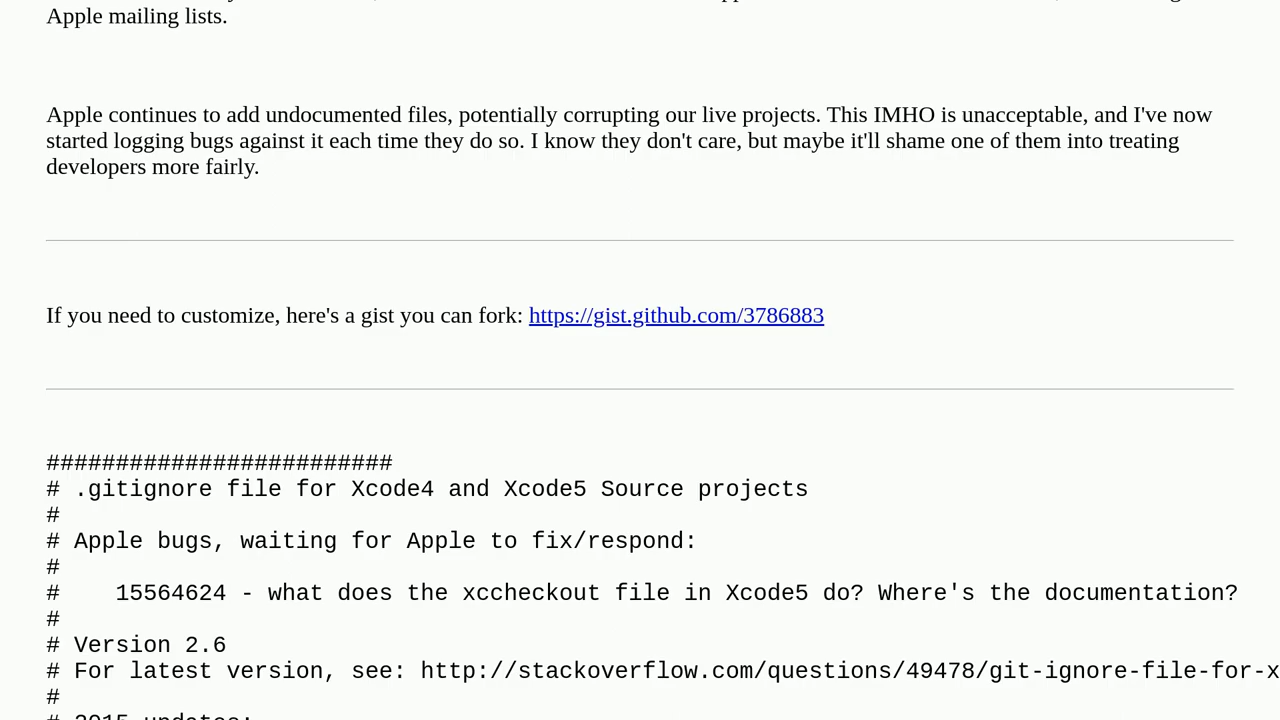 Apple mailing lists.
Apple continues to add undocumented files, potentially corrupting our live projects. This IMHO is unacceptable, and I've now
started logging bugs against it each time they do so. I know they don't care, but maybe it'll shame one of them into treating
developers more fairly.
If you need to customize, here's a gist you can fork: https://gist.github.com/3786883
#########################
# .gitignore file for Xcode4 and Xcode5 Source projects
#
# Apple bugs, waiting for Apple to fix/respond:
#
#    15564624 - what does the xccheckout file in Xcode5 do? Where's the documentation?
#
# Version 2.6
# For latest version, see: http://stackoverflow.com/questions/49478/git-ignore-file-for-x
#
# 2015 updates: